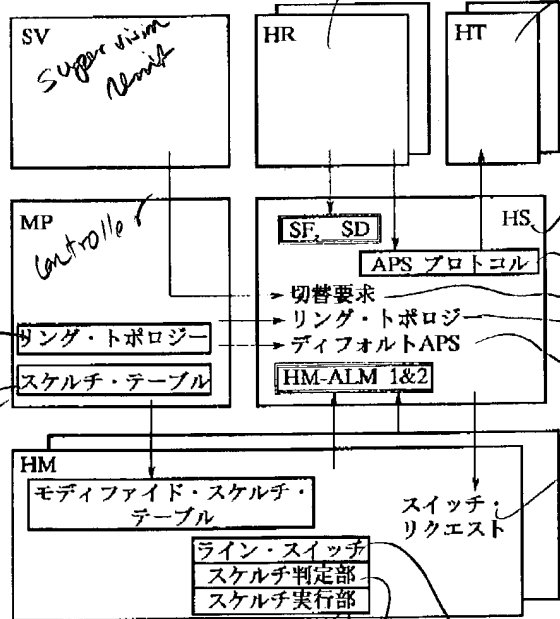 SV
Supervision
Unit
HR
HT
MP
Controller
リング・トポロジー
スケルチ・テーブル
HS
SF, SD
APS プロトコル
切替要求
リング・トポロジー
ディフォルトAPS
HM-ALM 1&2
HM
モディファイド・スケルチ・
テーブル
スイッチ・
リクエスト
ライン・スイッチ
スケルチ判定部
スケルチ実行部